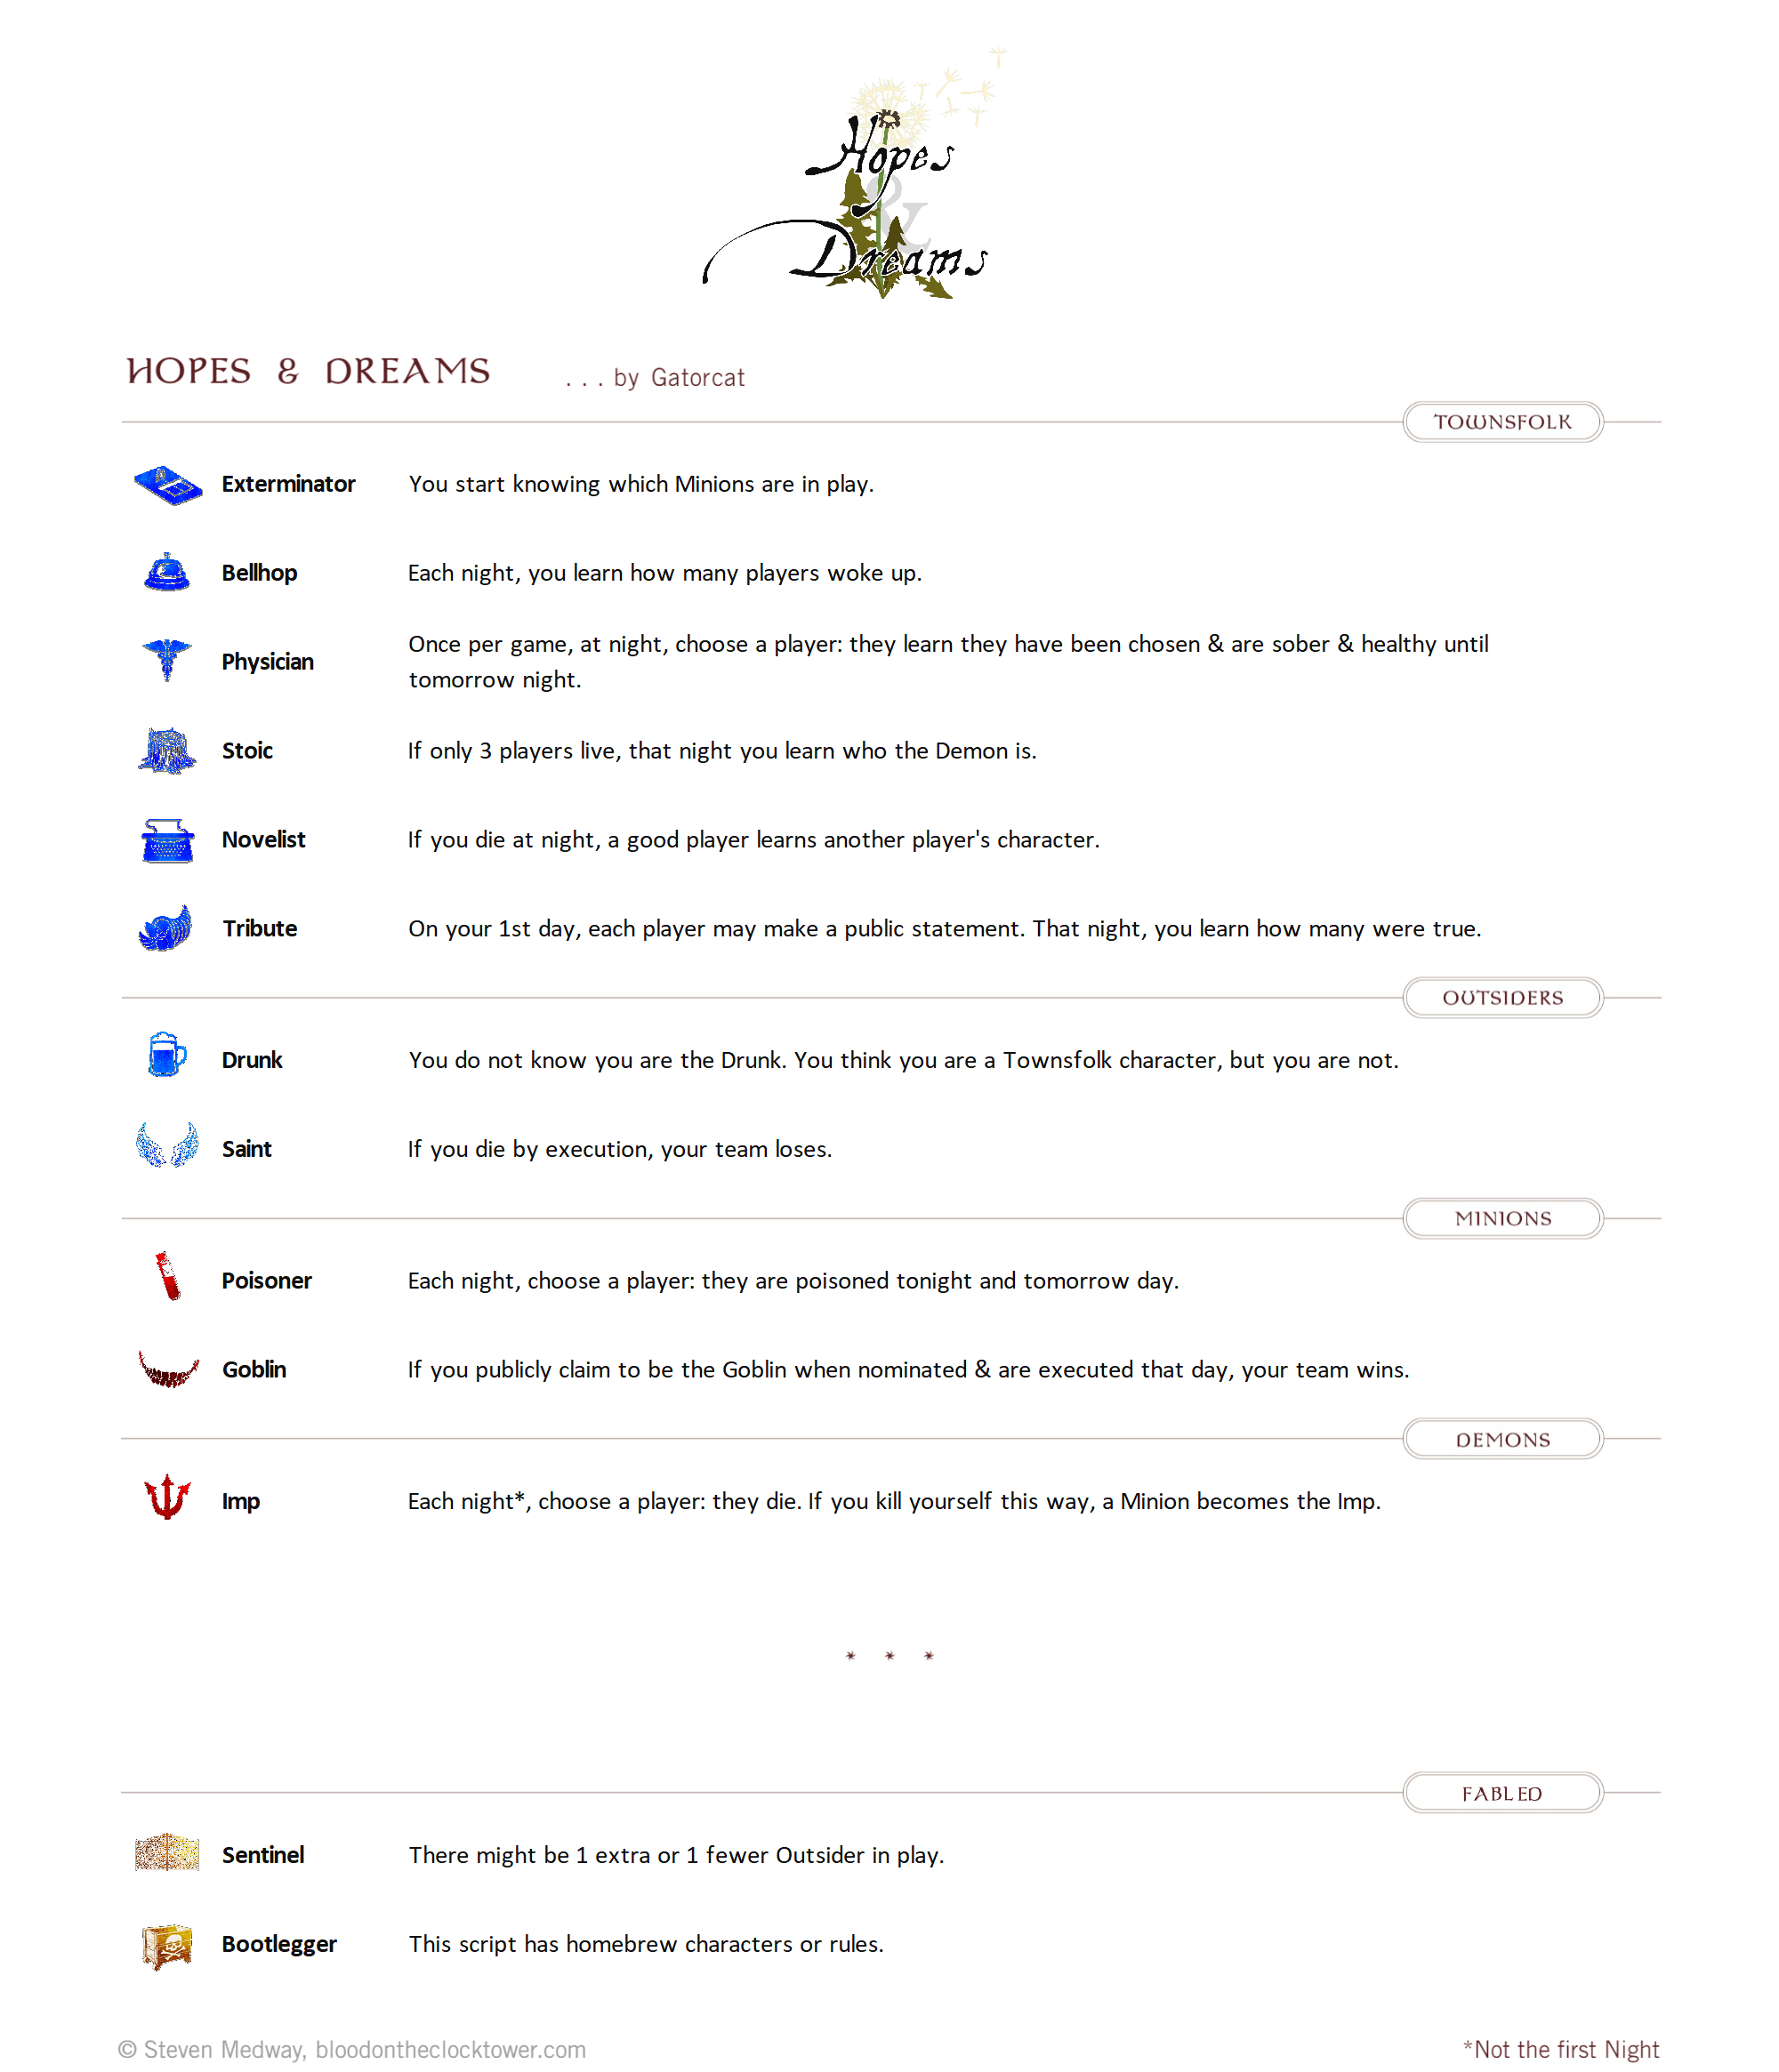 Hopes
&
Dreams
HOPES & DREAMS ... by Gatorcat
TOWNSFOLK
Exterminator You start knowing which Minions are in play.
Bellhop Each night, you learn how many players woke up.
Physician Once per game, at night, choose a player: they learn they have been chosen & are sober & healthy until
tomorrow night.
Stoic If only 3 players live, that night you learn who the Demon is.
Novelist If you die at night, a good player learns another player's character.
Tribute On your 1st day, each player may make a public statement. That night, you learn how many were true.
OUTSIDERS
Drunk You do not know you are the Drunk. You think you are a Townsfolk character, but you are not.
Saint If you die by execution, your team loses.
MINIONS
Poisoner Each night, choose a player: they are poisoned tonight and tomorrow day.
Goblin If you publicly claim to be the Goblin when nominated & are executed that day, your team wins.
DEMONS
Imp Each night*, choose a player: they die. If you kill yourself this way, a Minion becomes the Imp.
* * *
FABLED
Sentinel There might be 1 extra or 1 fewer Outsider in play.
Bootlegger This script has homebrew characters or rules.
© Steven Medway, bloodontheclocktower.com *Not the first Night